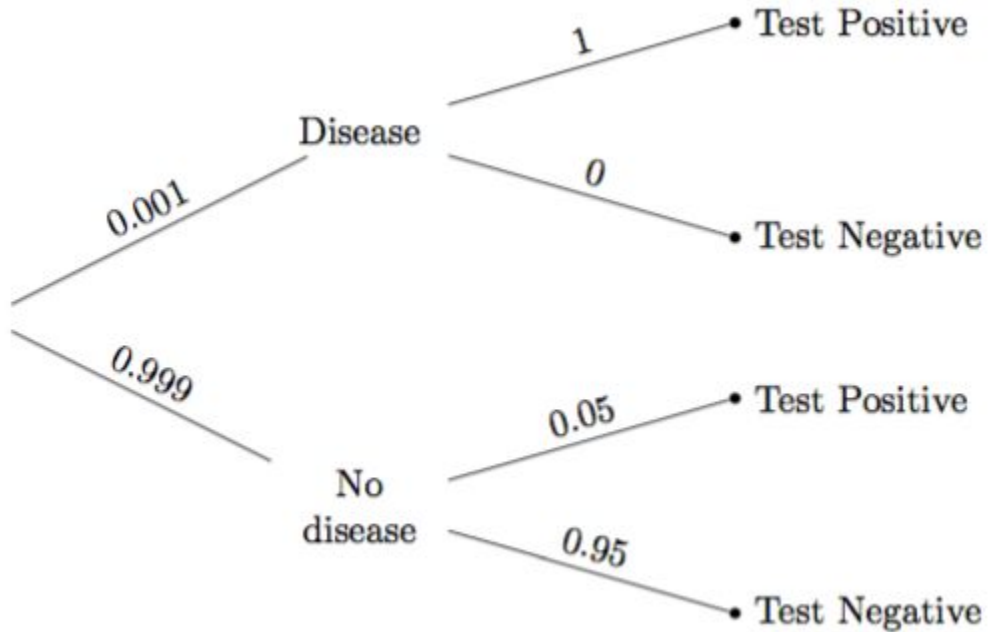 1
Test Positive
Disease
0
0.001
Test Negative
0.999
0.05
Test Positive
No
disease
0.95
Test Negative